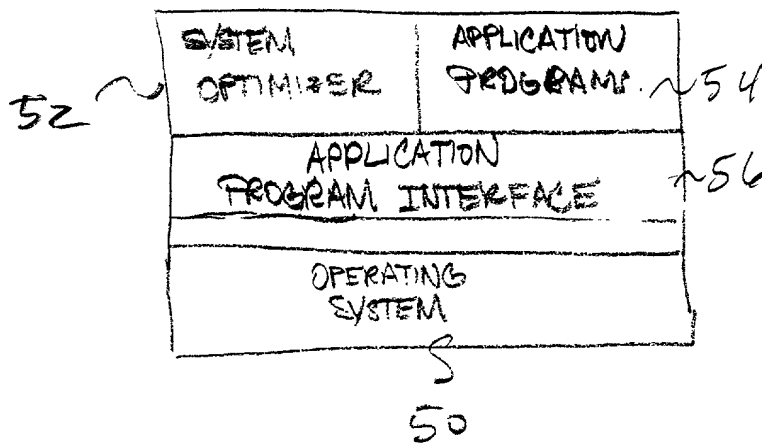 SYSTEM
OPTIMIZER
APPLICATION
PROGRAMS
52
54
APPLICATION
PROGRAM INTERFACE
56
OPERATING
SYSTEM
50